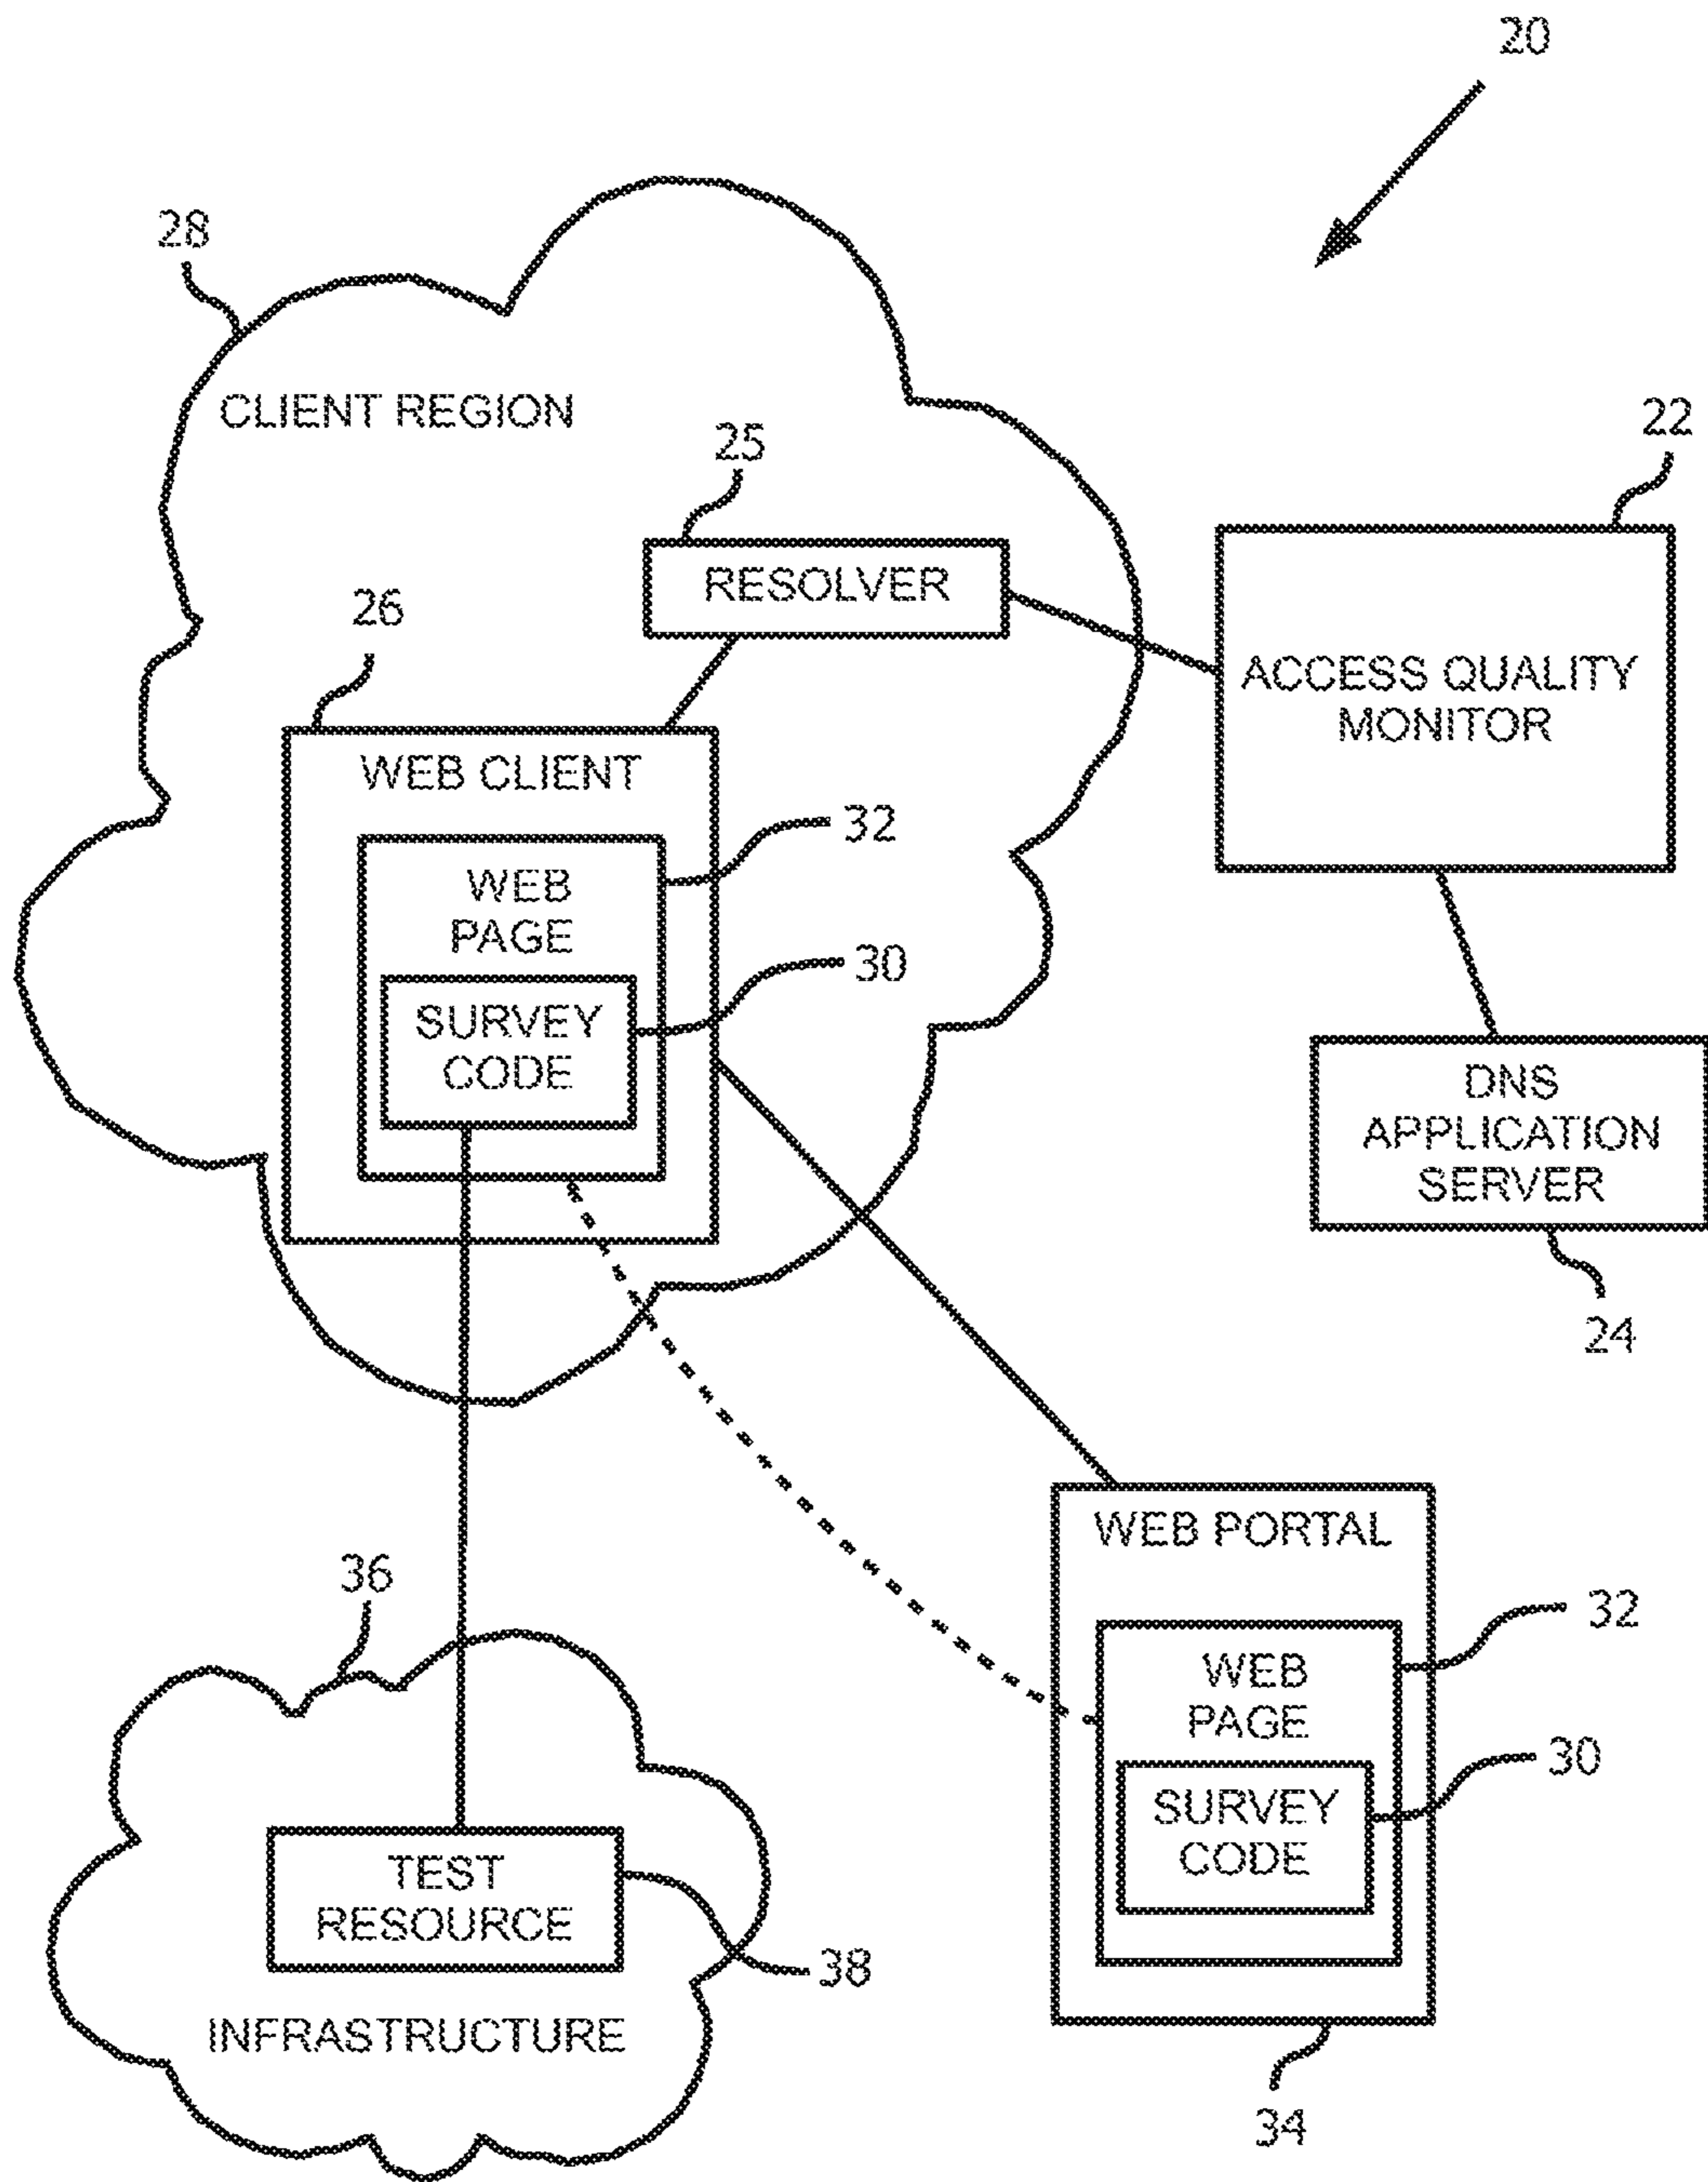 20
28
CLIENT REGION
22
25
RESOLVER
26
ACCESS QUALITY
MONITOR
WEB CLIENT
32
WEB
PAGE
30
SURVEY
CODE
DNS
APPLICATION
SERVER
24
WEB PORTAL
36
32
WEB
PAGE
30
SURVEY
CODE
TEST
RESOURCE
38
INFRASTRUCTURE
34